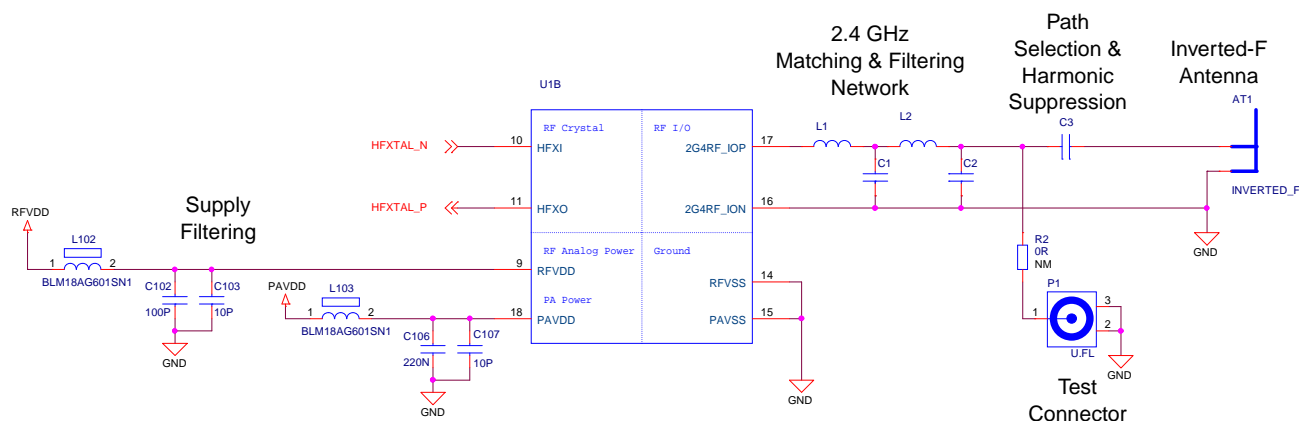 2.4 GHz
Matching & Filtering
Network
Path
Selection &
Harmonic
Suppression
Inverted-F
Antenna
U1B
AT1
RF Crystal
RF I/O
L1
L2
C3
HFXTAL_N
10
HFXI
2G4RF_IOP
17
C1
C2
INVERTED_F
HFXTAL_P
11
HFXO
2G4RF_ION
16
RFVDD
Supply
Filtering
RF Analog Power
Ground
R2
0R
NM
GND
L102
1
2
BLM18AG601SN1
9
RFVDD
C102
C103
100P
10P
PAVDD
L103
1
2
BLM18AG601SN1
PA Power
18
PAVDD
RFVSS
14
PAVSS
15
P1
1
3
2
U.FL
GND
C106
C107
220N
10P
GND
GND
GND
Test
Connector